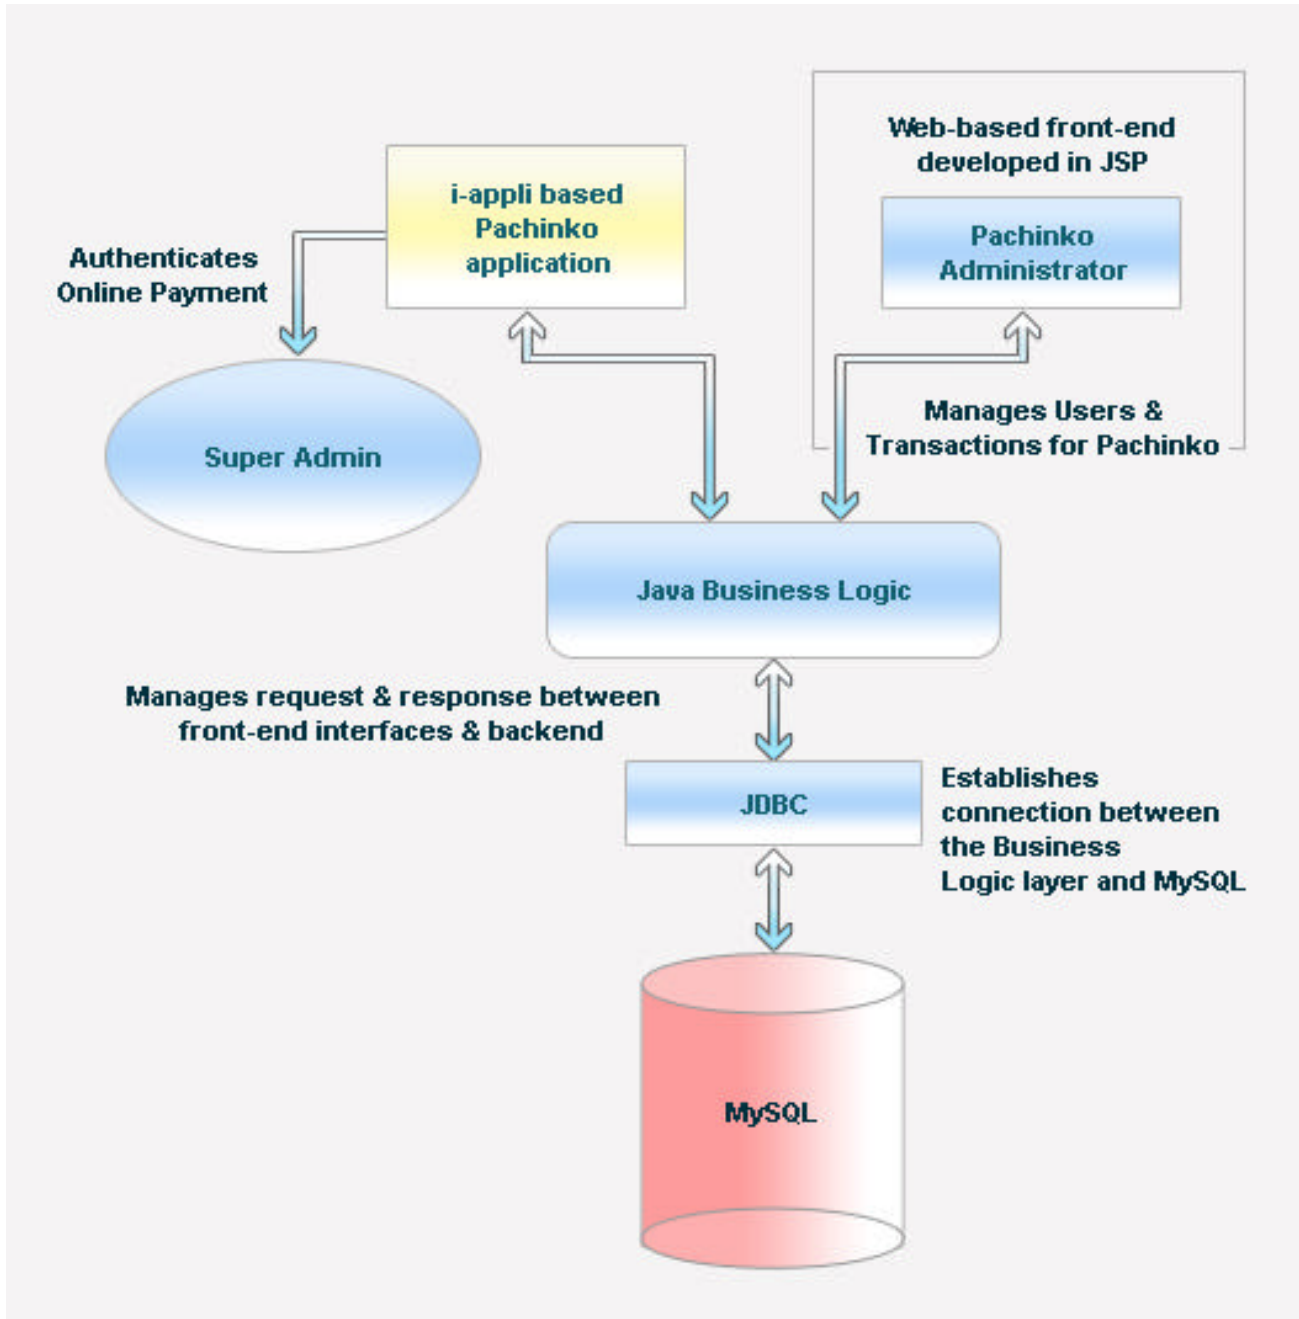 Web-based front-end
developed in JSP
i-appli based
Pachinko
application
Pachinko
Administrator
Authenticates
Online Payment
Manages Users &
Transactions for Pachinko
Super Admin
Java Business Logic
Manages request & response between
front-end interfaces & backend
JDBC
Establishes
connection between
the Business
Logic layer and MySQL
MySQL